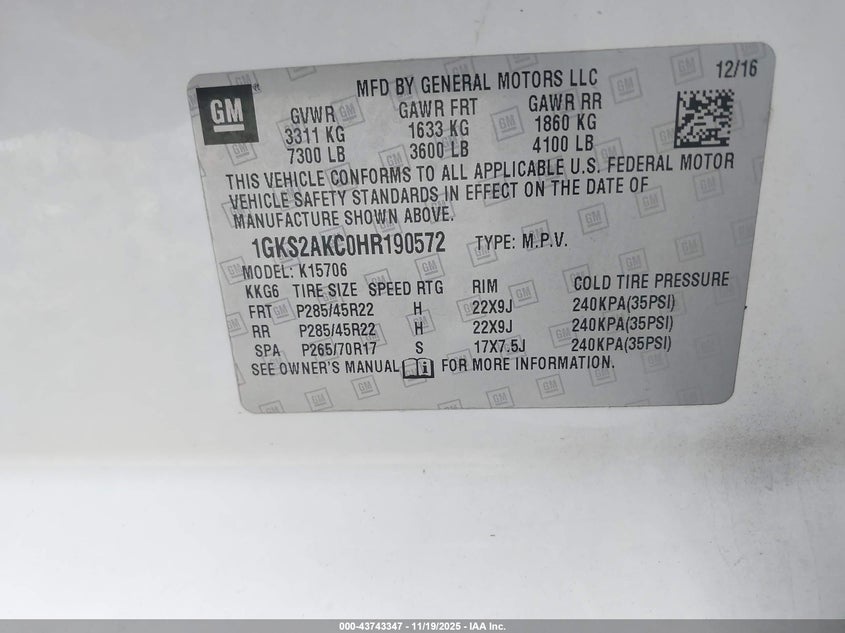 MFD BY GENERAL MOTORS LLC 12/16
GM
GVWR GAWR FRT GAWR RR
3311 KG 1633 KG 1860 KG
7300 LB 3600 LB 4100 LB
THIS VEHICLE CONFORMS TO ALL APPLICABLE U.S. FEDERAL MOTOR
VEHICLE SAFETY STANDARDS IN EFFECT ON THE DATE OF
MANUFACTURE SHOWN ABOVE.
1GKS2AKC0HR190572 TYPE: M.P.V.
MODEL: K15706
KKG6 TIRE SIZE SPEED RTG RIM COLD TIRE PRESSURE
FRT P285/45R22 H 22X9J 240KPA(35PSI)
RR P285/45R22 H 22X9J 240KPA(35PSI)
SPA P265/70R17 S 17X7.5J 240KPA(35PSI)
SEE OWNER'S MANUAL FOR MORE INFORMATION.
000-43743347 - 11/19/2025 - IAA Inc.